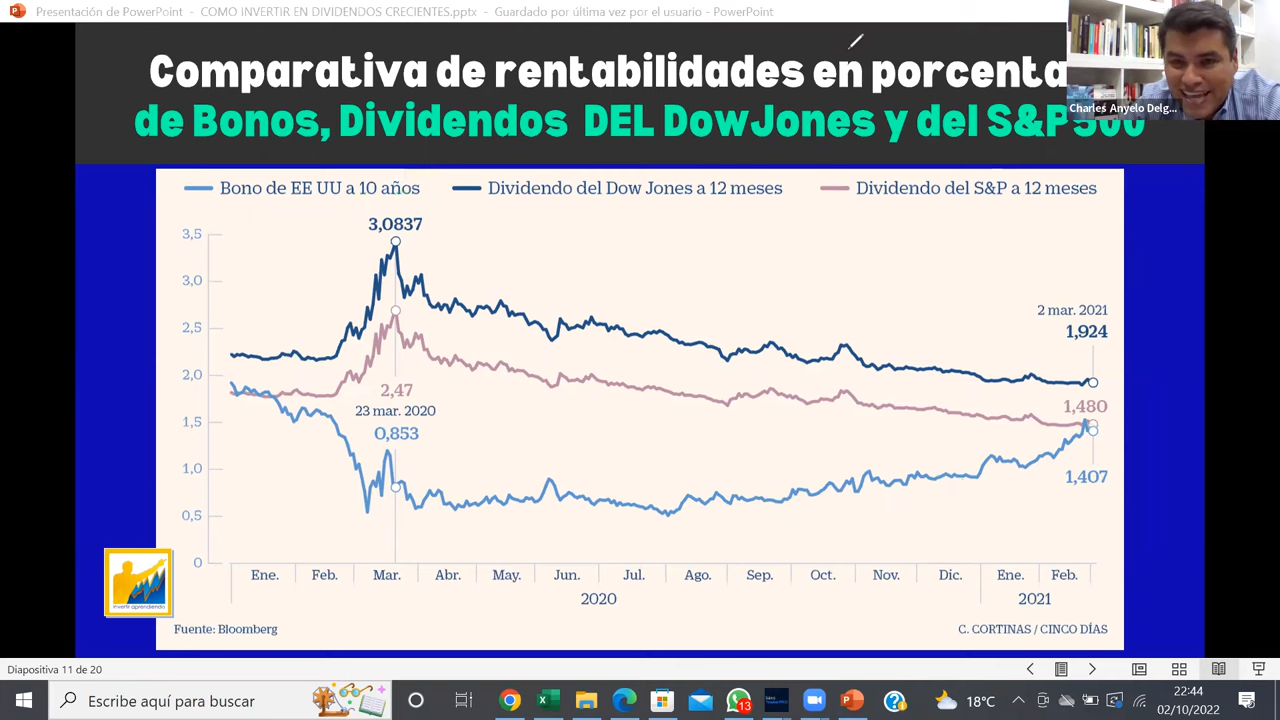 Presentación de PowerPoint - COMO INVERTIR EN DIVIDENDOS CRECIENTES.pptx - Guardado por última vez por el usuario - PowerPoint
Charles Anyelo Delg...
Comparativa de rentabilidades en
de Bonos, Dividendos DEL DowJones y del S&P500
Bono de EE UU a 10 años
Dividendo del Dow Jones a 12 meses
Dividendo del S&P a 12 meses
3,0837
3,5
3,0
2,5
2,0
1,5
1,0
0,5
0
2,47
23 mar. 2020
0,853
2 mar. 2021
1,924
1,480
1,407
Ene. Feb. Mar. Abr. May. Jun. Jul. Ago. Sep. Oct. Nov. Dic. Ene. Feb.
2020 2021
invertir aprendiendo
Fuente: Bloomberg
C. CORTINAS / CINCO DÍAS
Diapositiva 11 de 20
Escribe aquí para buscar
13
18°C
22:44
02/10/2022